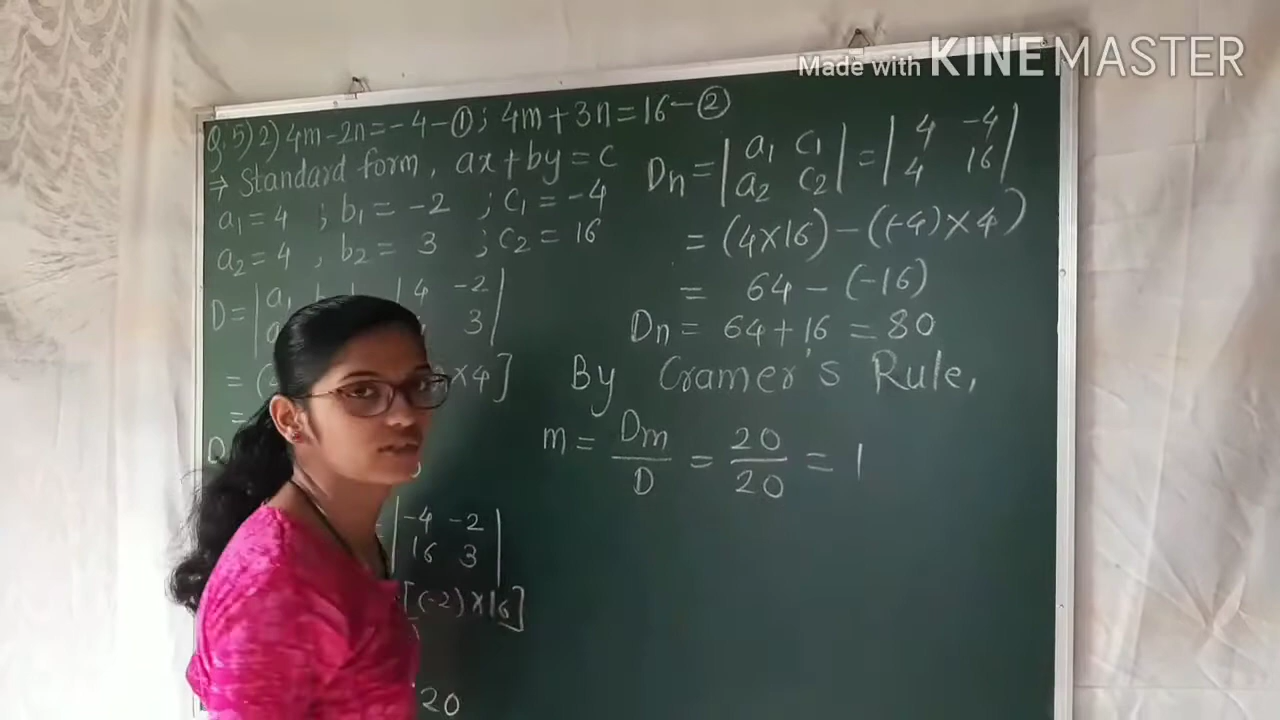 Made with KINEMASTER
Q.5) 2) 4m-2n=-4-①; 4m+3n=16-②
⇒ Standard form, ax+by=c
a₁=4 ; b₁=-2 ; c₁=-4
a₂=4 , b₂= 3 ; c₂= 16
D=| a₁ | 4 -2 |
3 |
= ( ×4]
=
D
| -4 -2 |
| 16 3 |
[(-2)×16]
20
Dn=| a₁ c₁ | = | 4 -4 |
| a₂ c₂ | | 4 16 |
= (4×16)-((-4)×4)
= 64-(-16)
Dn= 64+16 =80
By Cramer's Rule,
m= Dm/D = 20/20 = 1